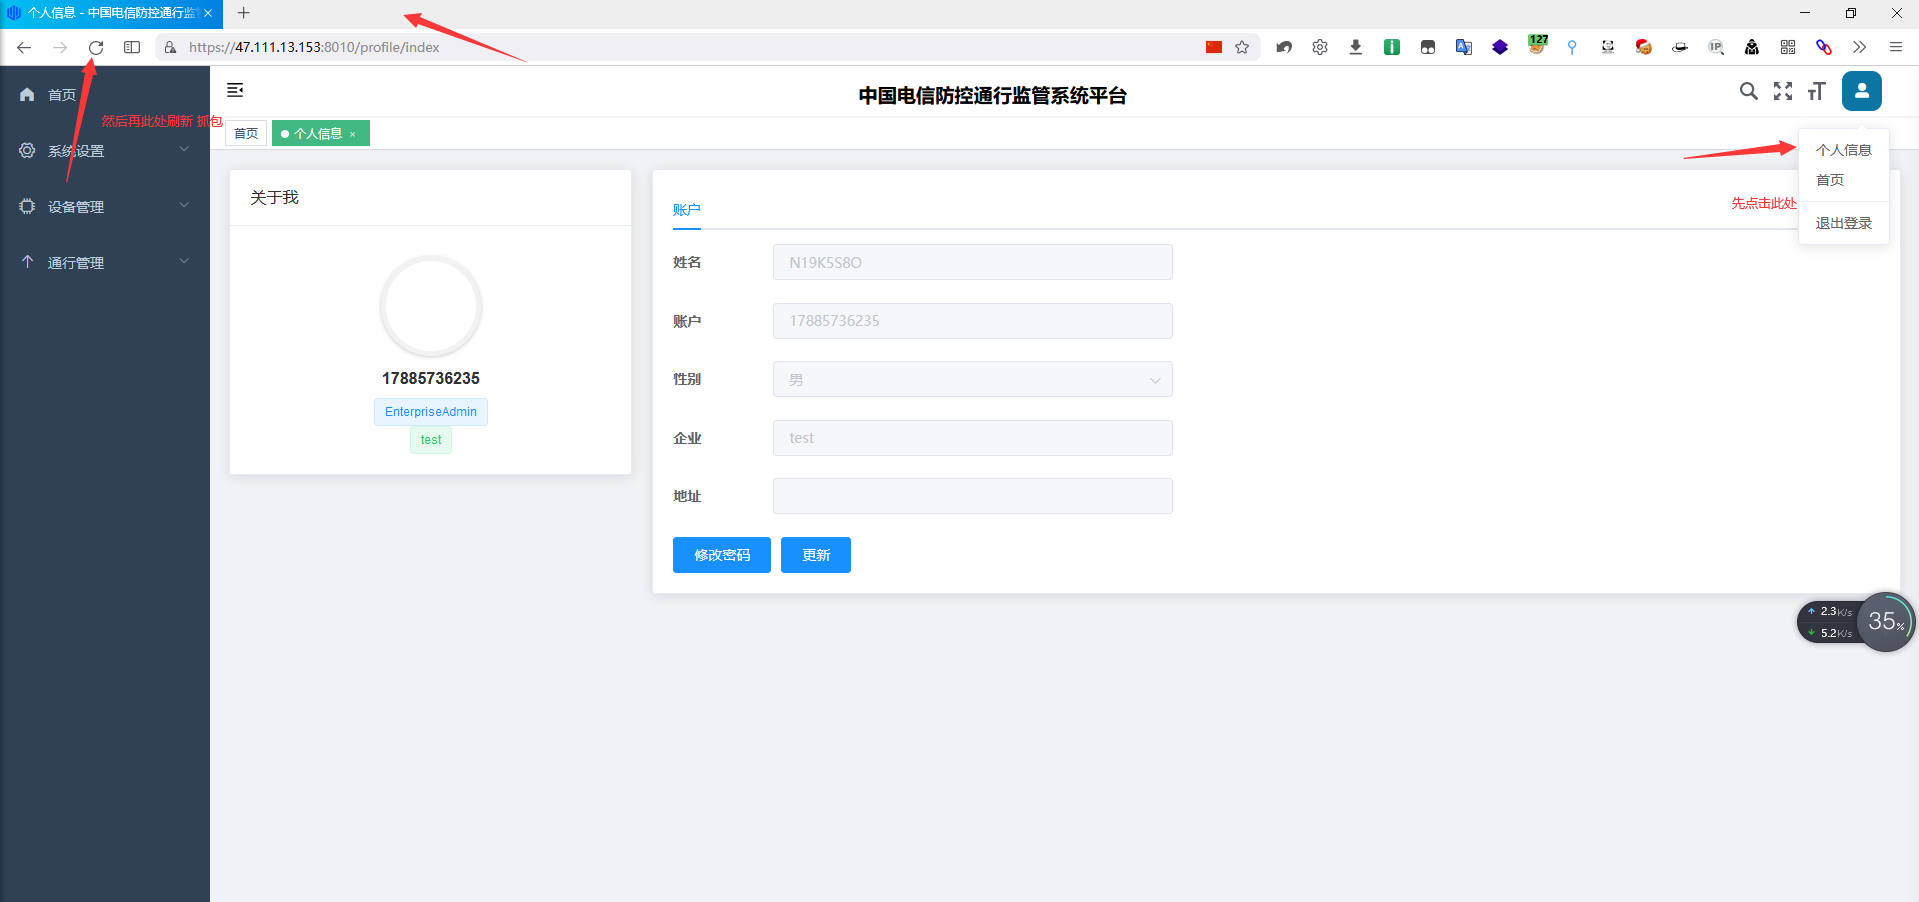 个人信息 - 中国电信防控通行监
https://47.111.13.153:8010/profile/index
127
IP
首页
然后再此处刷新 抓包
系统设置
设备管理
通行管理
中国电信防控通行监管系统平台
首页
个人信息
个人信息
首页
退出登录
先点击此处
关于我
17885736235
EnterpriseAdmin
test
账户
姓名
N19K5S8O
账户
17885736235
性别
男
企业
test
地址
修改密码
更新
2.3K/s
5.2K/s
35%